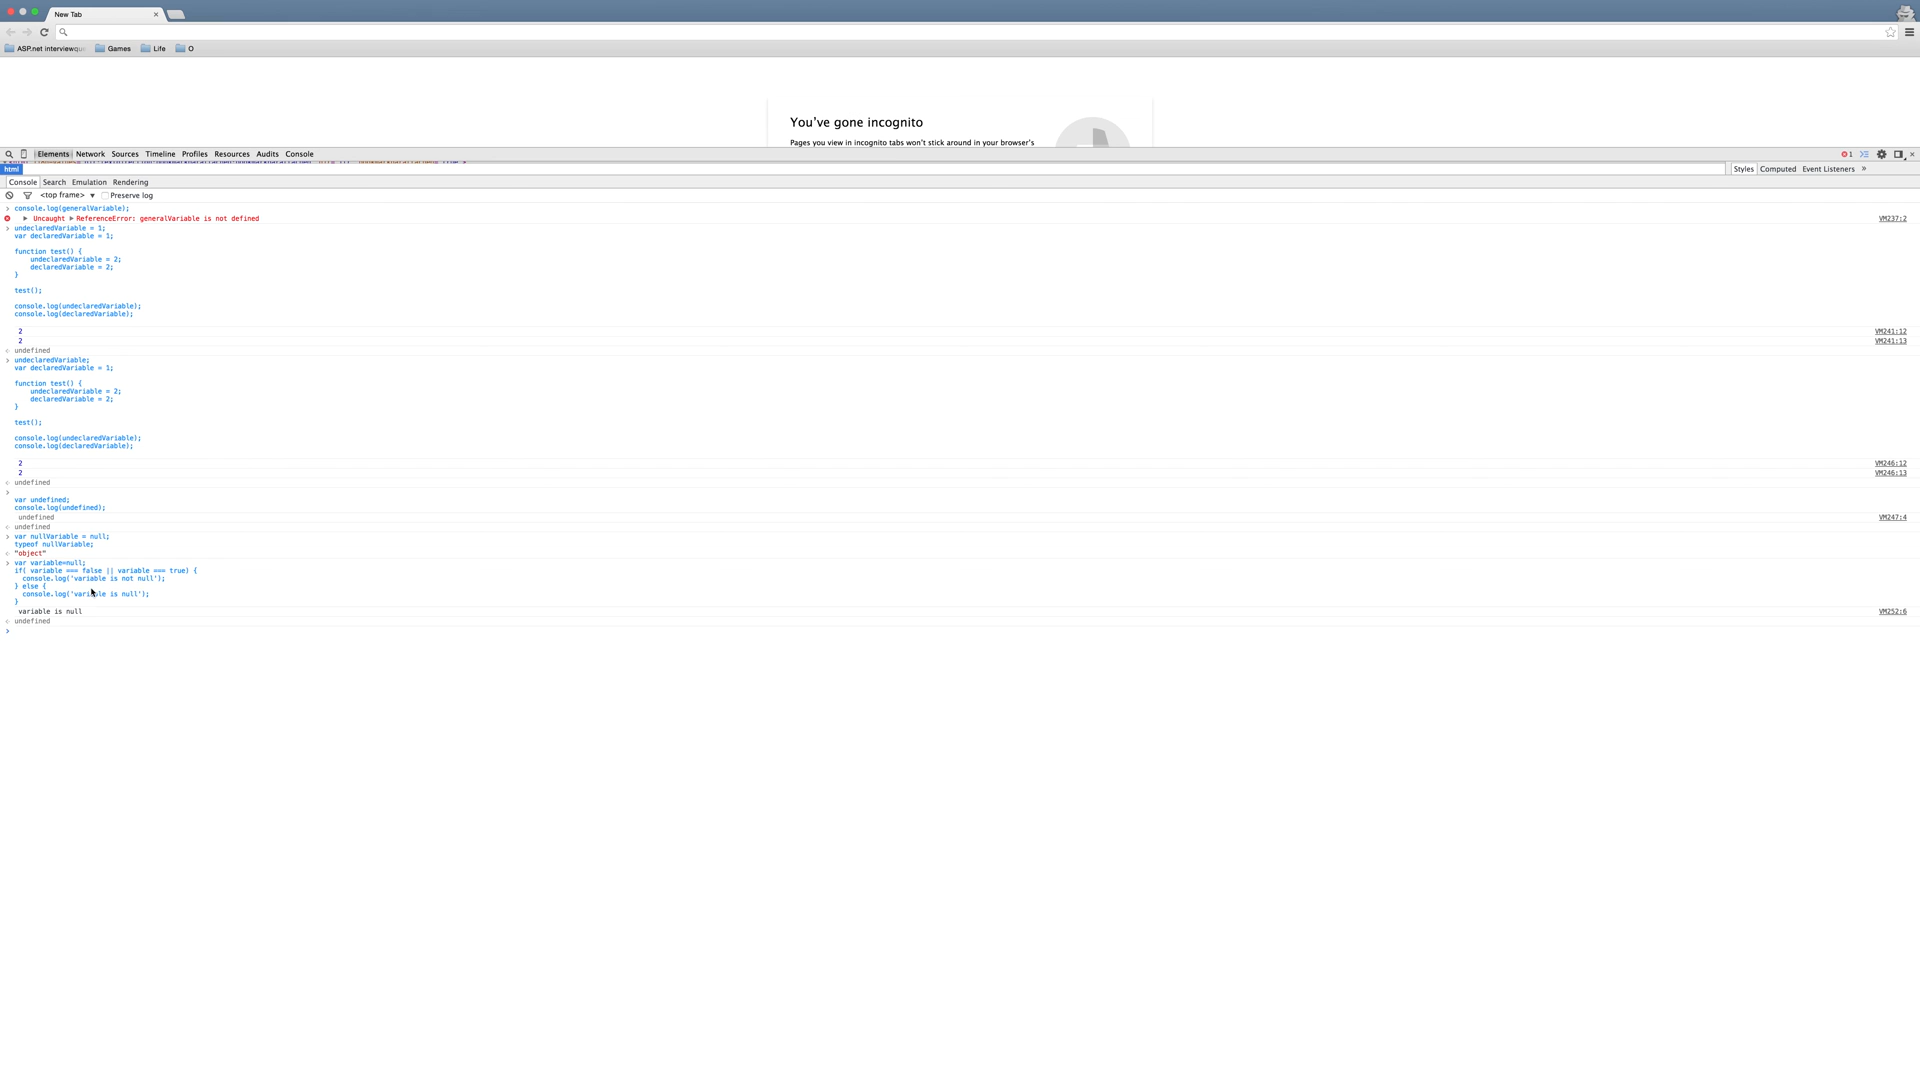 New Tab
ASP.net interviewqu
Games
Life
O
You've gone incognito
Pages you view in incognito tabs won't stick around in your browser's
Elements Network Sources Timeline Profiles Resources Audits Console
1
html
Styles Computed Event Listeners »
Console Search Emulation Rendering
<top frame> ▼ Preserve log
console.log(generalVariable);
Uncaught ReferenceError: generalVariable is not defined VM237:2
undeclaredVariable = 1;
var declaredVariable = 1;
function test() {
undeclaredVariable = 2;
declaredVariable = 2;
}
test();
console.log(undeclaredVariable);
console.log(declaredVariable);
2 VM241:12
2 VM241:13
undefined
undeclaredVariable;
var declaredVariable = 1;
function test() {
undeclaredVariable = 2;
declaredVariable = 2;
}
test();
console.log(undeclaredVariable);
console.log(declaredVariable);
2 VM246:12
2 VM246:13
undefined
var undefined;
console.log(undefined);
undefined VM247:4
undefined
var nullVariable = null;
typeof nullVariable;
"object"
var variable=null;
if( variable === false || variable === true) {
console.log('variable is not null');
} else {
console.log('variable is null');
}
variable is null VM252:6
undefined